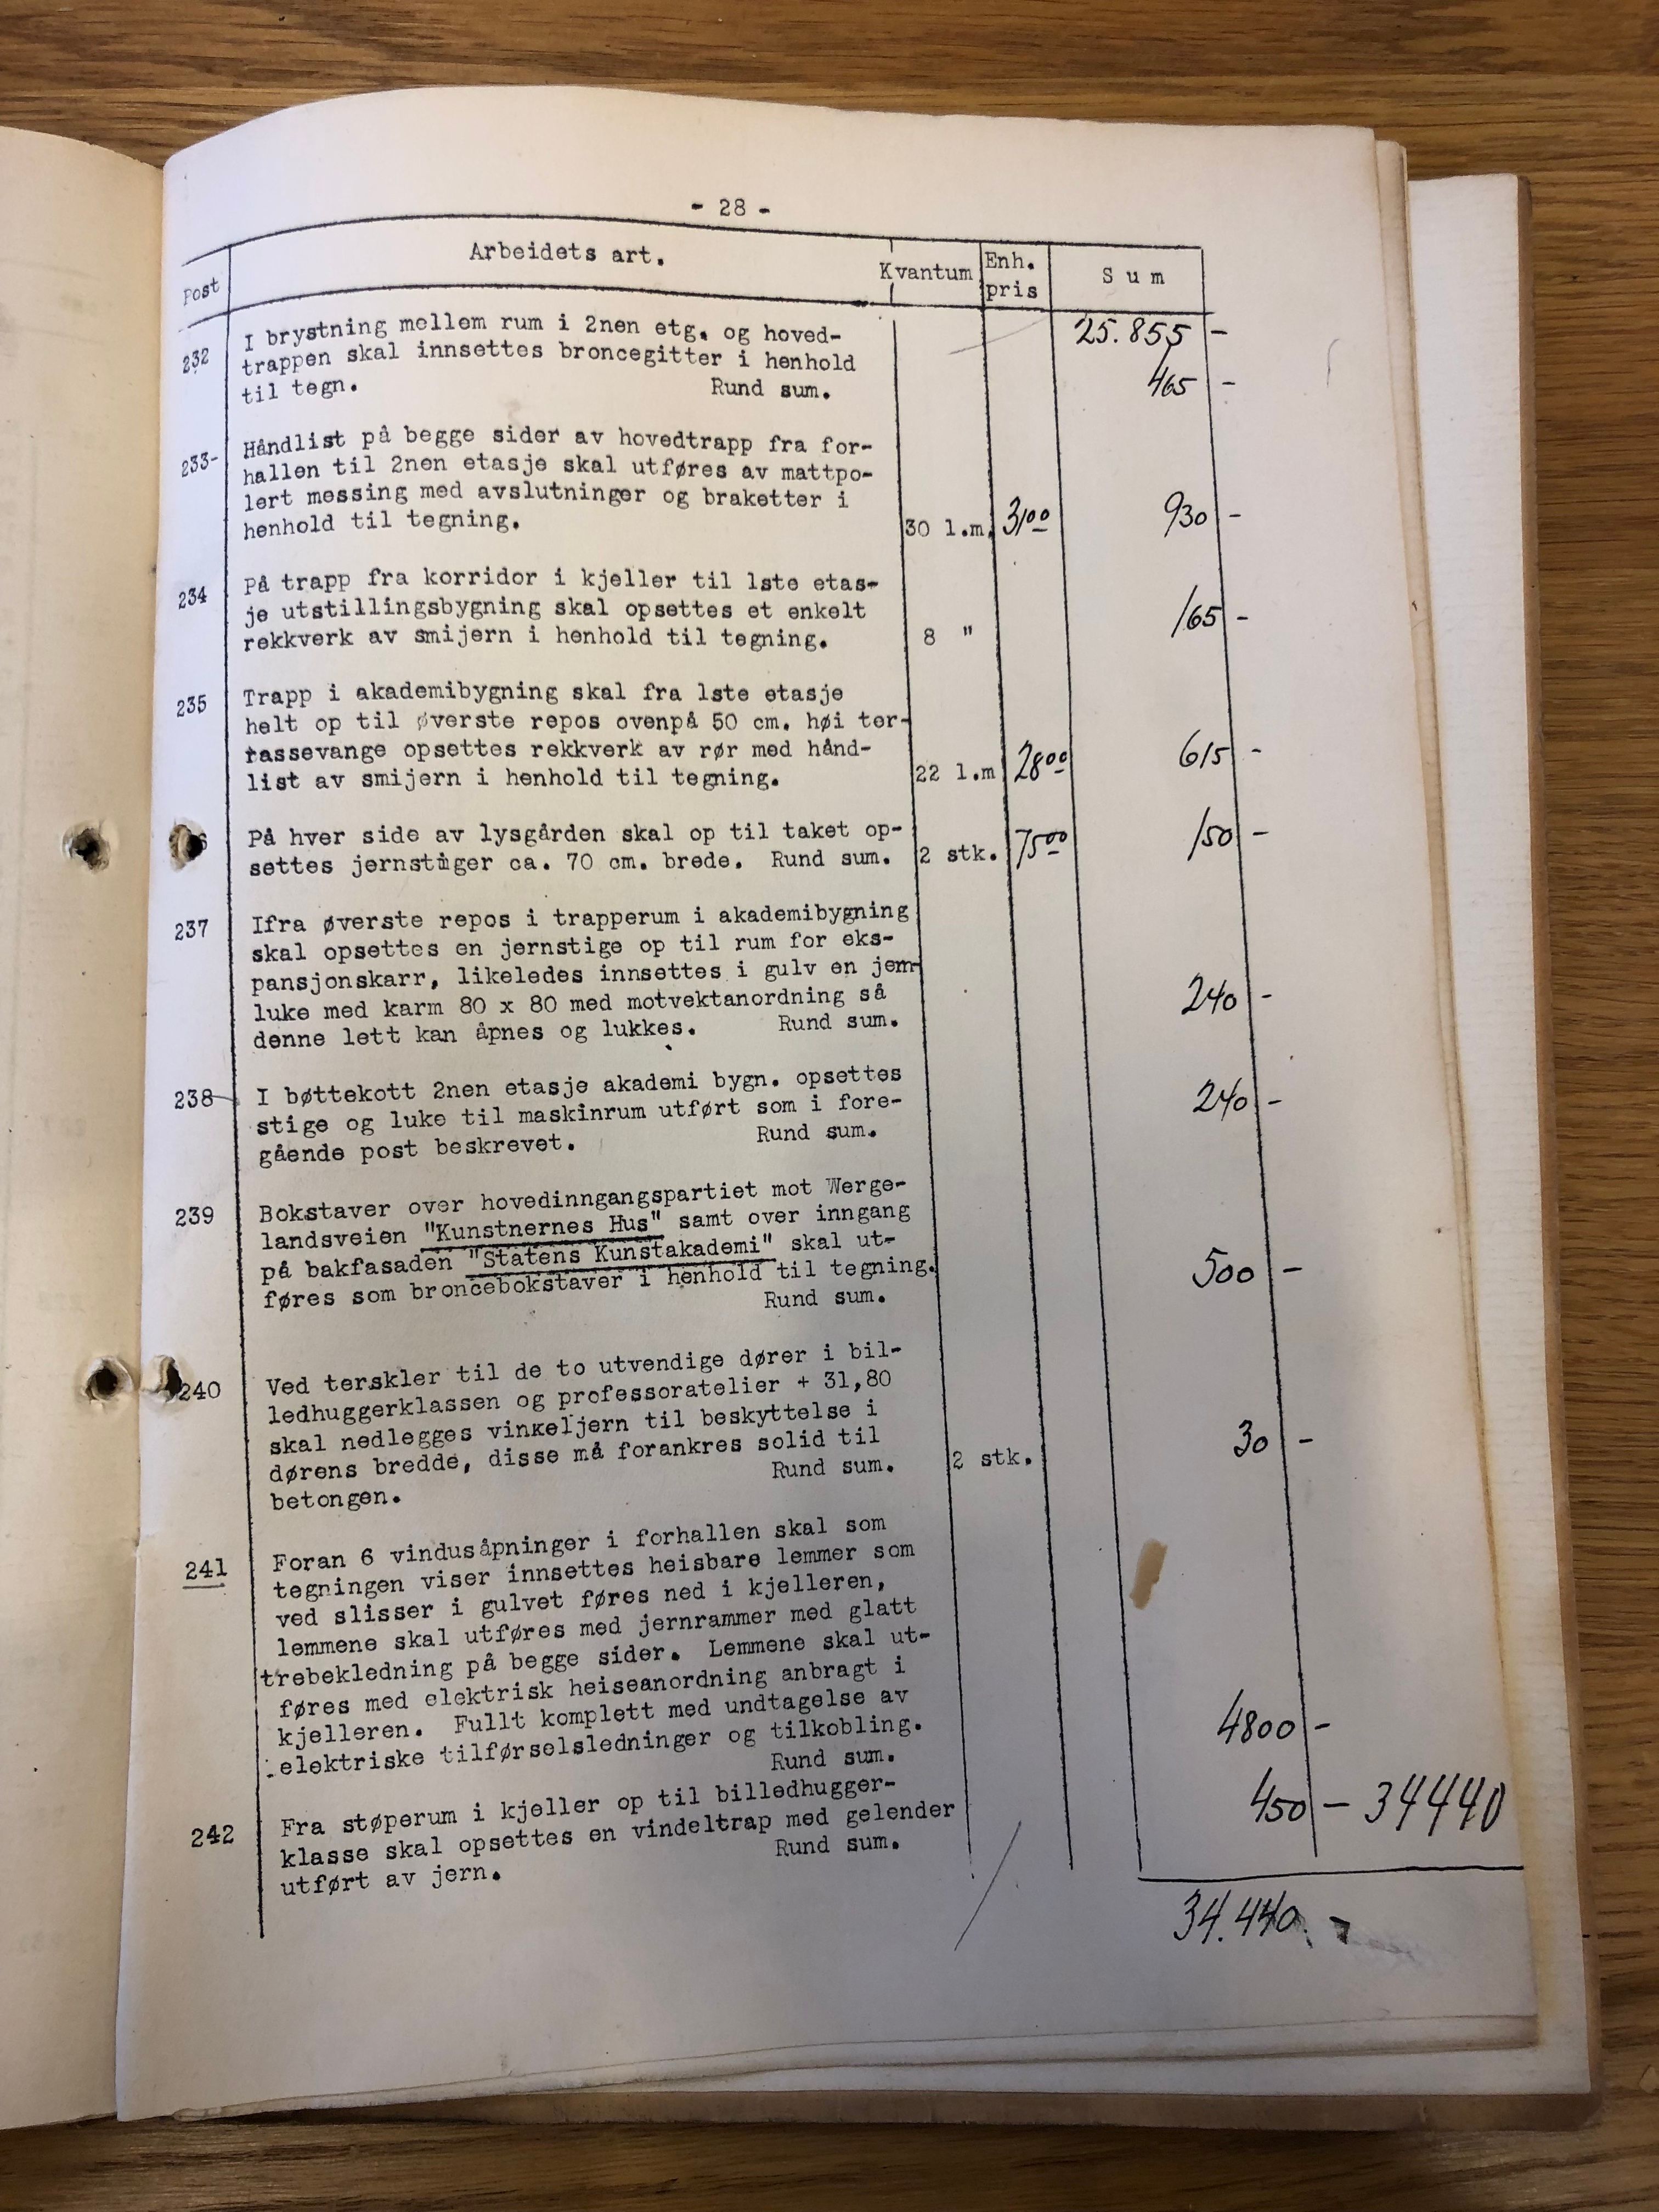 - 28 -
Post Arbeidets art. Kvantum Enh. pris Sum
25.855 -
232 I brystning mellem rum i 2nen etg. og hoved-
trappen skal innsettes broncegitter i henhold
til tegn. Rund sum. 465 -
233- Håndlist på begge sider av hovedtrapp fra for-
hallen til 2nen etasje skal utføres av mattpo-
lert messing med avslutninger og braketter i
henhold til tegning. 30 l.m. 3100 930 -
234 På trapp fra korridor i kjeller til 1ste etas-
je utstillingsbygning skal opsettes et enkelt
rekkverk av smijern i henhold til tegning. 8 " 165 -
235 Trapp i akademibygning skal fra 1ste etasje
helt op til øverste repos ovenpå 50 cm. høi ter-
rassevange opsettes rekkverk av rør med hånd-
list av smijern i henhold til tegning. 22 l.m 2800 615 -
6 På hver side av lysgården skal op til taket op-
settes jernstiger ca. 70 cm. brede. Rund sum. 2 stk. 7500 150 -
237 Ifra øverste repos i trapperum i akademibygning
skal opsettes en jernstige op til rum for eks-
pansjonskarr, likeledes innsettes i gulv en jern-
luke med karm 80 x 80 med motvektanordning så
denne lett kan åpnes og lukkes. Rund sum. 240 -
238 I bøttekott 2nen etasje akademi bygn. opsettes
stige og luke til maskinrum utført som i fore-
gående post beskrevet. Rund sum. 240 -
239 Bokstaver over hovedinngangspartiet mot Werge-
landsveien "Kunstnernes Hus" samt over inngang
på bakfasaden "Statens Kunstakademi" skal ut-
føres som broncebokstaver i henhold til tegning.
Rund sum. 500 -
240 Ved terskler til de to utvendige dører i bil-
ledhuggerklassen og professoratelier + 31,80
skal nedlegges vinkeljern til beskyttelse i
dørens bredde, disse må forankres solid til
betongen. Rund sum. 2 stk. 30 -
241 Foran 6 vindusåpninger i forhallen skal som
tegningen viser innsettes heisbare lemmer som
ved slisser i gulvet føres ned i kjelleren,
lemmene skal utføres med jernrammer med glatt
trebekledning på begge sider. Lemmene skal ut-
føres med elektrisk heiseanordning anbragt i
kjelleren. Fullt komplett med undtagelse av
elektriske tilførselsledninger og tilkobling.
Rund sum. 4800 -
242 Fra støperum i kjeller op til billedhugger-
klasse skal opsettes en vindeltrap med gelender
utført av jern. Rund sum. 450 - 34440
34.440. -